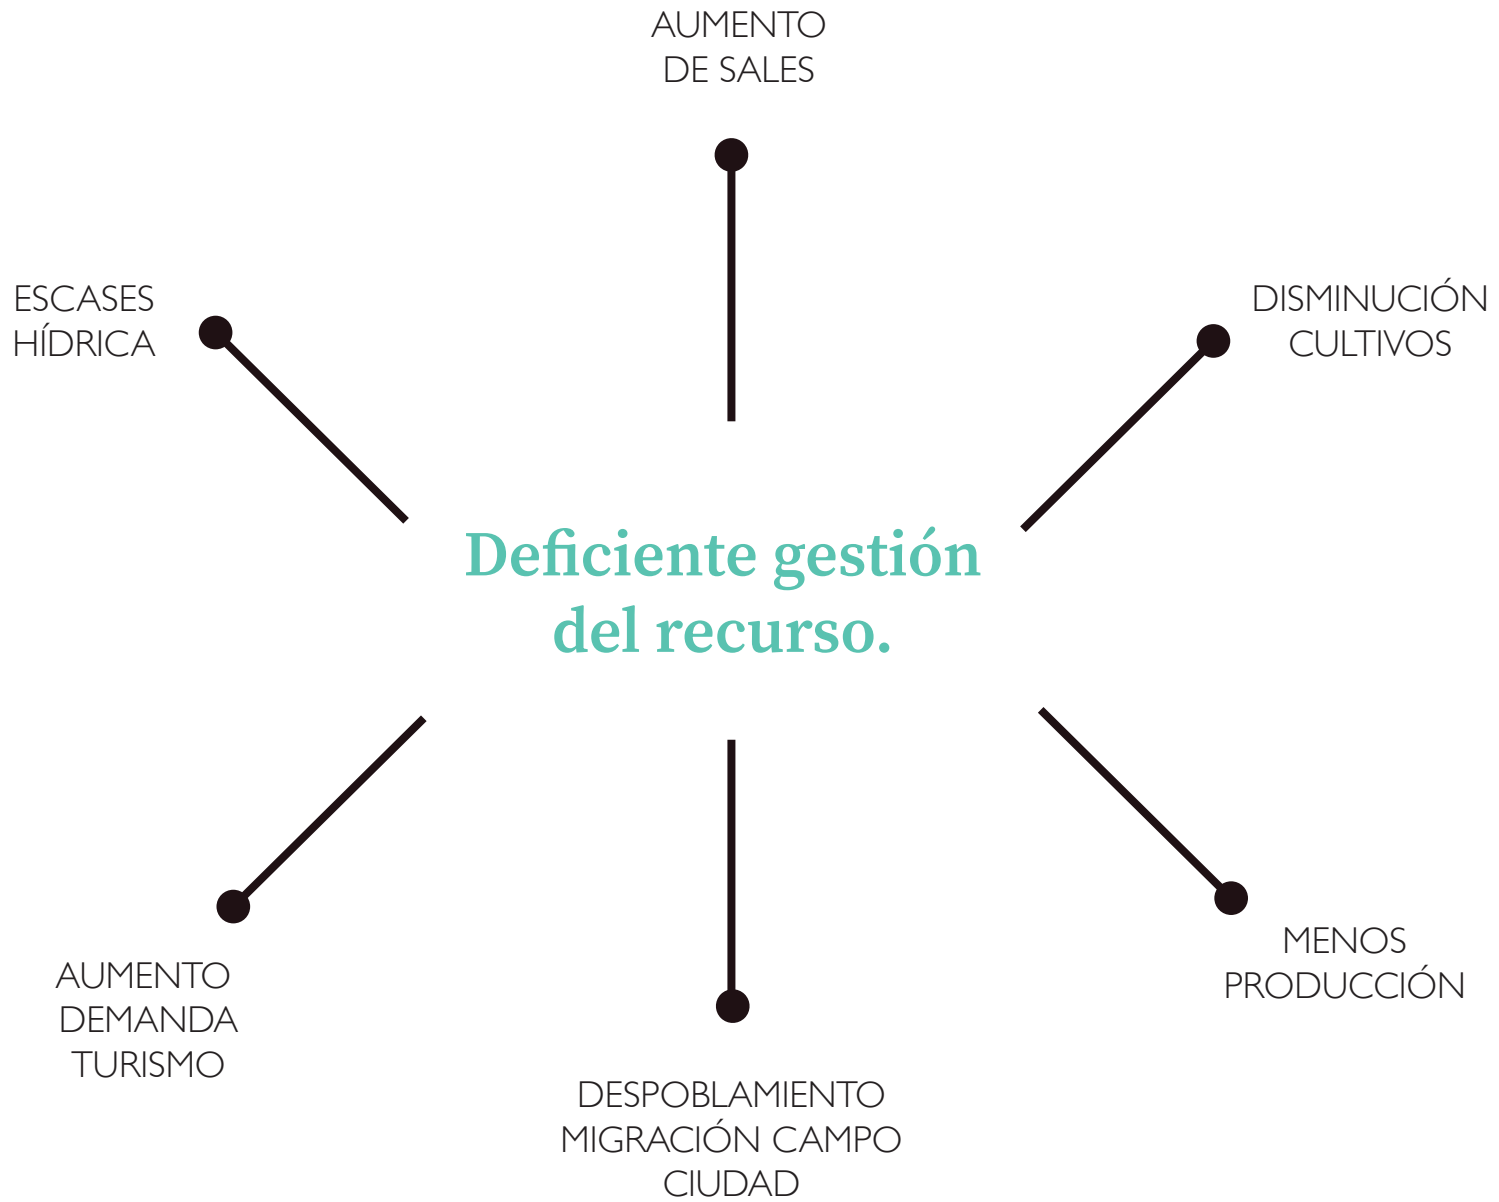 AUMENTO
DE SALES
ESCASES
HÍDRICA
DISMINUCIÓN
CULTIVOS
Deficiente gestión
del recurso.
AUMENTO
DEMANDA
TURISMO
MENOS
PRODUCCIÓN
DESPOBLAMIENTO
MIGRACIÓN CAMPO
CIUDAD